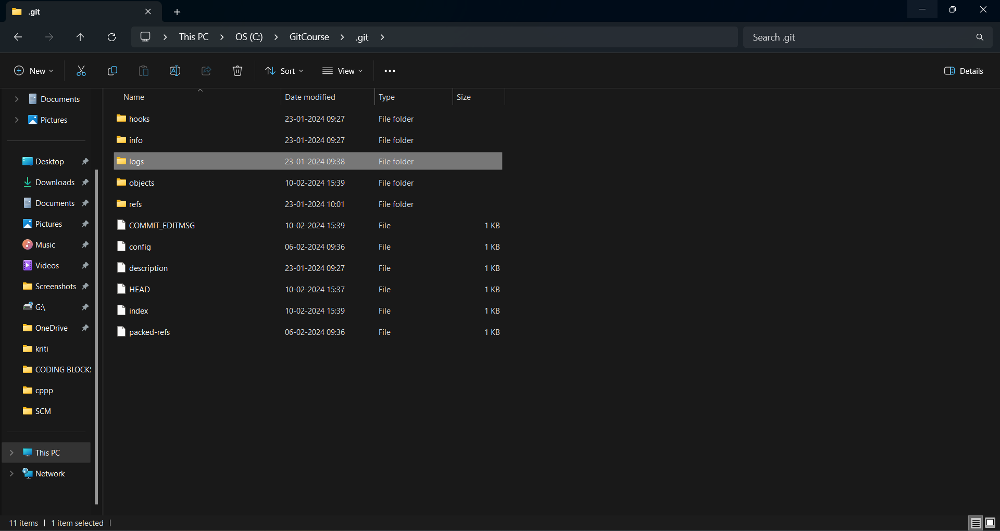 .git
This PC > OS (C:) > GitCourse > .git >
Search .git
New
Sort
View
Details
Documents
Pictures
Desktop
Downloads
Documents
Pictures
Music
Videos
Screenshots
G:\
OneDrive
kriti
CODING BLOCKS
cppp
SCM
This PC
Network
Name Date modified Type Size
hooks 23-01-2024 09:27 File folder
info 23-01-2024 09:27 File folder
logs 23-01-2024 09:38 File folder
objects 10-02-2024 15:39 File folder
refs 23-01-2024 10:01 File folder
COMMIT_EDITMSG 10-02-2024 15:39 File 1 KB
config 06-02-2024 09:36 File 1 KB
description 23-01-2024 09:27 File 1 KB
HEAD 10-02-2024 15:37 File 1 KB
index 10-02-2024 15:39 File 1 KB
packed-refs 06-02-2024 09:36 File 1 KB
11 items | 1 item selected |